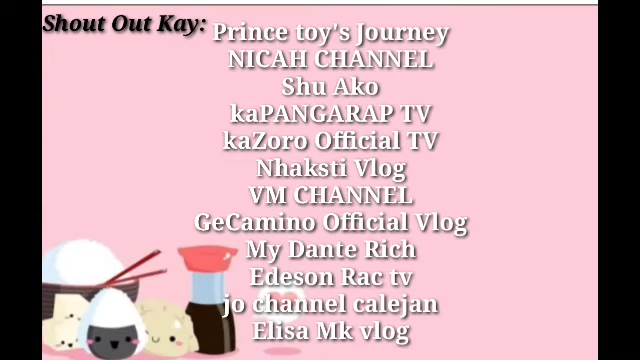 Shout Out Kay:
Prince toy's Journey
NICAH CHANNEL
Shu Ako
kaPANGARAP TV
kaZoro Official TV
Nhaksti Vlog
VM CHANNEL
GeCamino Official Vlog
My Dante Rich
Edeson Rac tv
jo channel calejan
Elisa Mk vlog